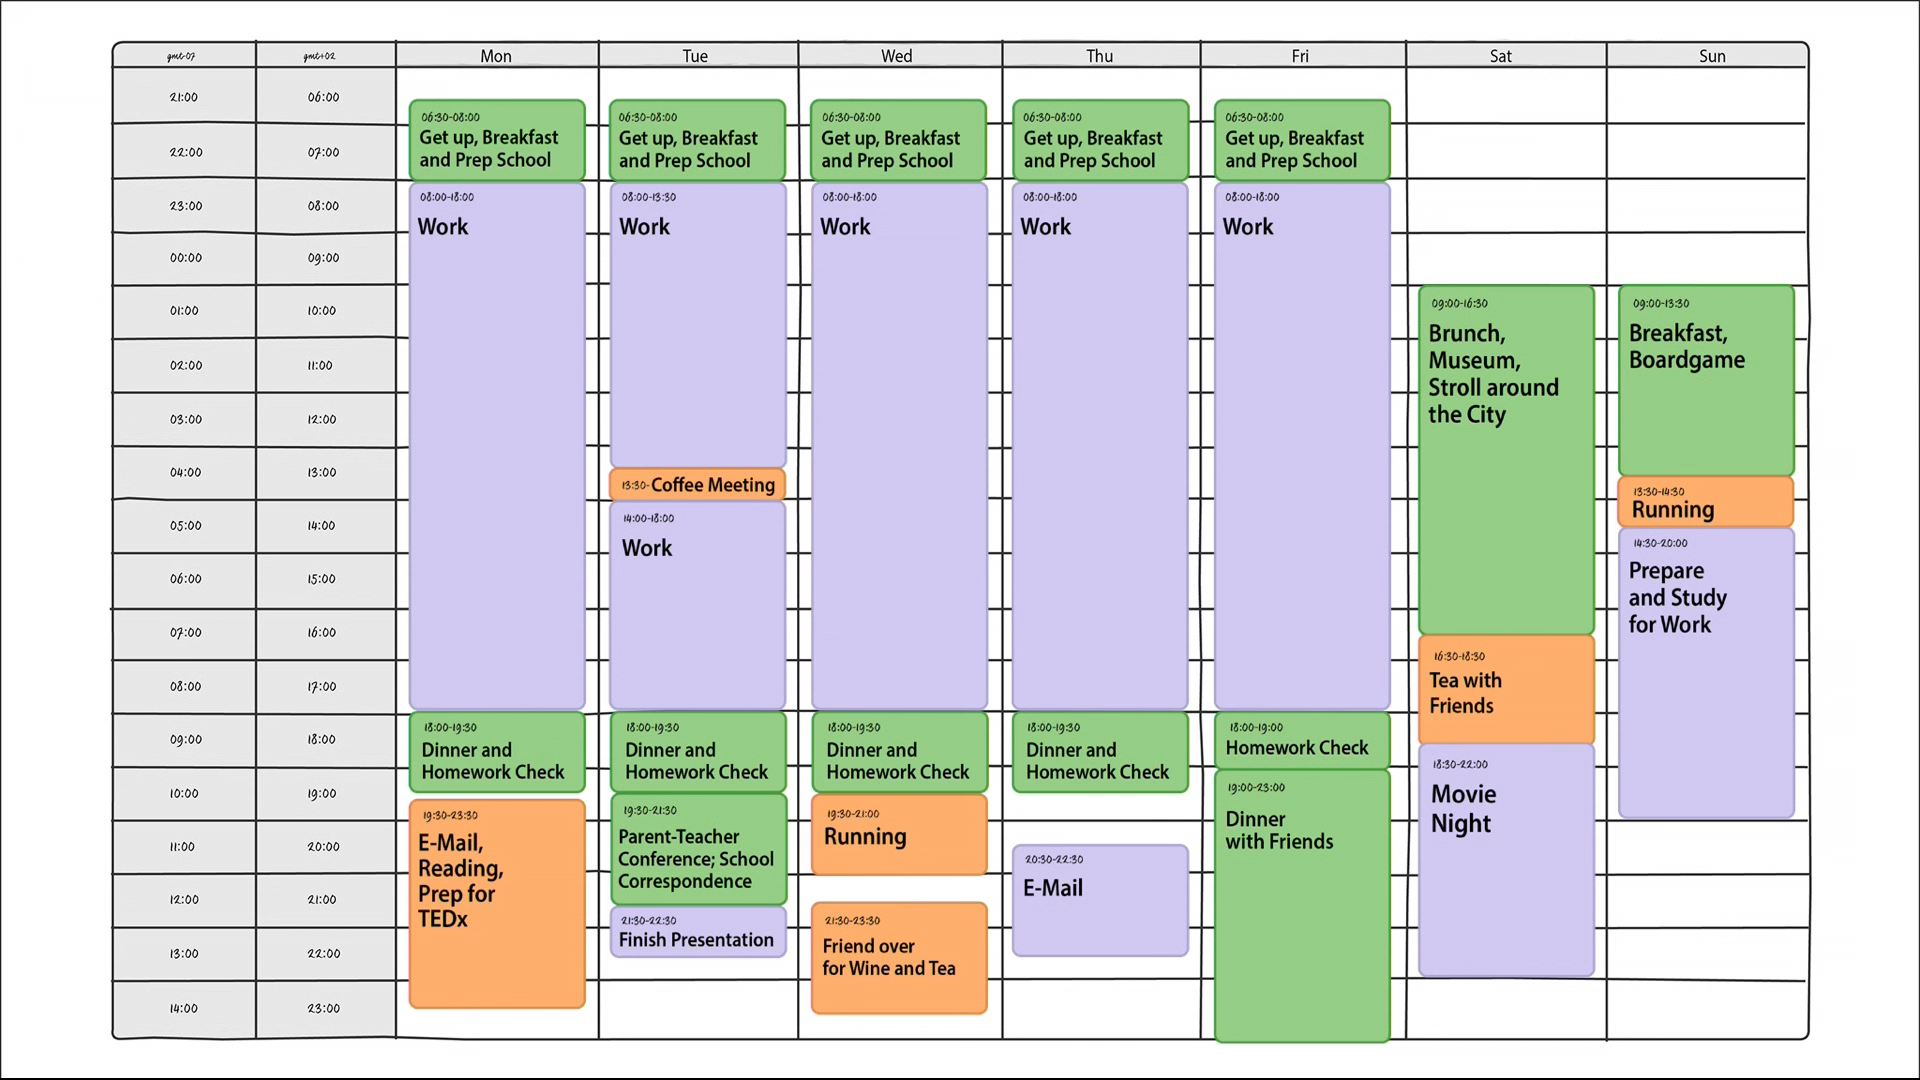 gmt-07 gmt+02 Mon Tue Wed Thu Fri Sat Sun
21:00 06:00
22:00 07:00
23:00 08:00
00:00 09:00
01:00 10:00
02:00 11:00
03:00 12:00
04:00 13:00
05:00 14:00
06:00 15:00
07:00 16:00
08:00 17:00
09:00 18:00
10:00 19:00
11:00 20:00
12:00 21:00
13:00 22:00
14:00 23:00
06:30-08:00
Get up, Breakfast
and Prep School
08:00-18:00
Work
18:00-19:30
Dinner and
Homework Check
19:30-23:30
E-Mail,
Reading,
Prep for
TEDx
06:30-08:00
Get up, Breakfast
and Prep School
08:00-13:30
Work
13:30- Coffee Meeting
14:00-18:00
Work
18:00-19:30
Dinner and
Homework Check
19:30-21:30
Parent-Teacher
Conference; School
Correspondence
21:30-22:30
Finish Presentation
06:30-08:00
Get up, Breakfast
and Prep School
08:00-18:00
Work
18:00-19:30
Dinner and
Homework Check
19:30-21:00
Running
21:30-23:30
Friend over
for Wine and Tea
06:30-08:00
Get up, Breakfast
and Prep School
08:00-18:00
Work
18:00-19:30
Dinner and
Homework Check
20:30-22:30
E-Mail
06:30-08:00
Get up, Breakfast
and Prep School
08:00-18:00
Work
18:00-19:00
Homework Check
19:00-23:00
Dinner
with Friends
09:00-16:30
Brunch,
Museum,
Stroll around
the City
16:30-18:30
Tea with
Friends
18:30-22:00
Movie
Night
09:00-13:30
Breakfast,
Boardgame
13:30-14:30
Running
14:30-20:00
Prepare
and Study
for Work